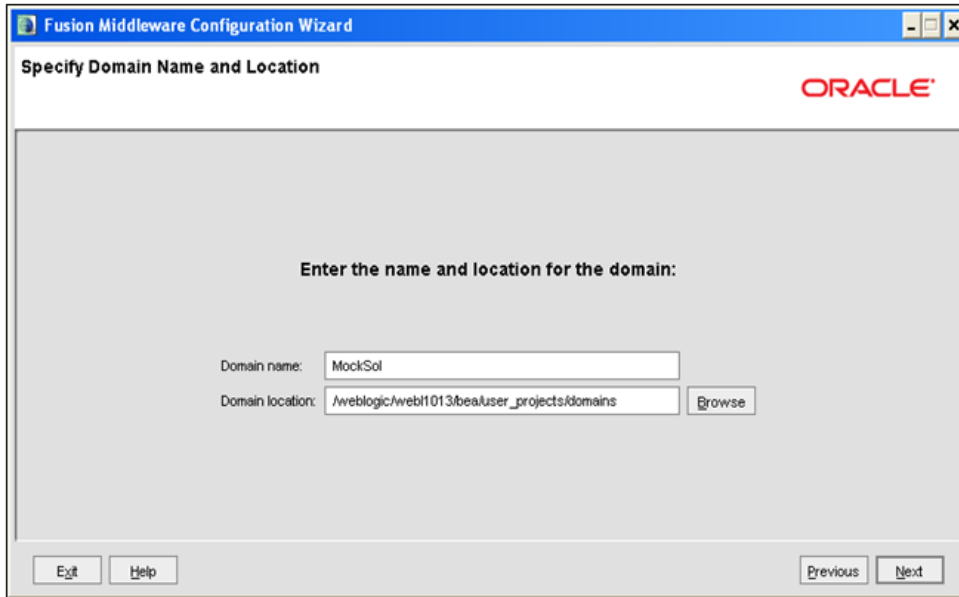 Fusion Middleware Configuration Wizard
Specify Domain Name and Location
ORACLE
Enter the name and location for the domain:
Domain name: MockSol
Domain location: /weblogic/webl1013/bea/user_projects/domains Browse
Exit Help Previous Next